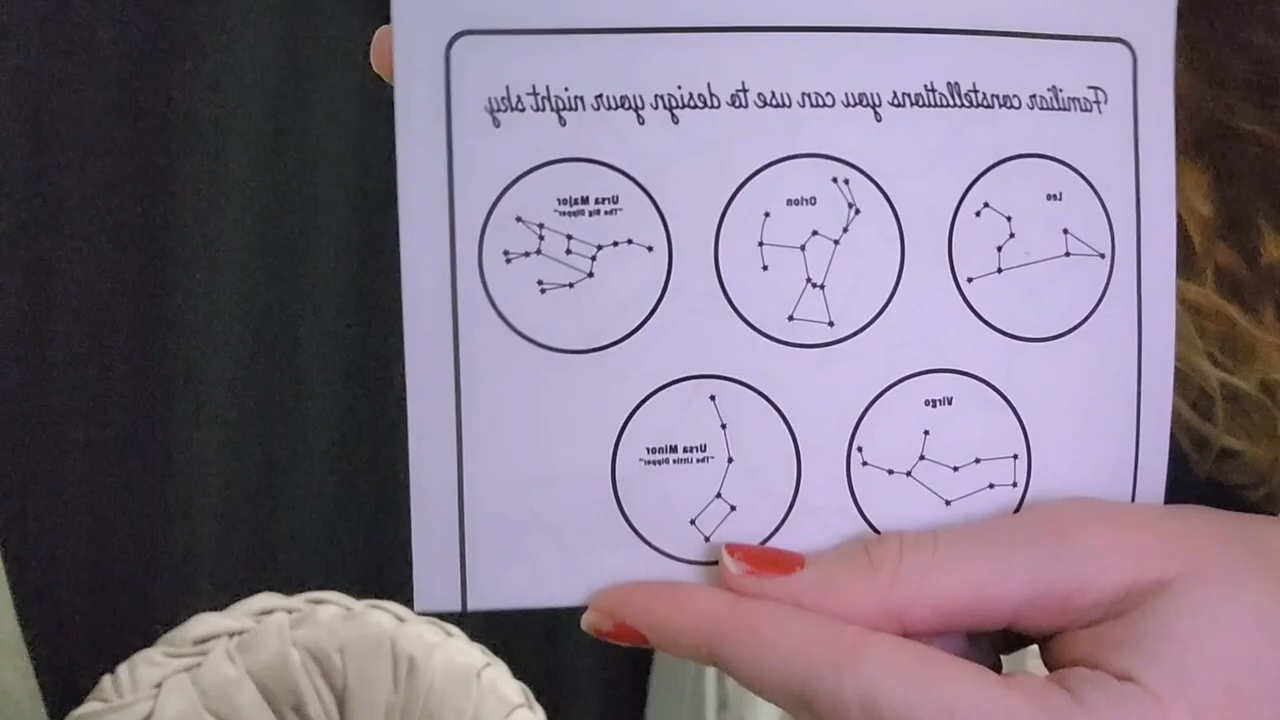 Familiar constellations you can use to design your night sky
Leo
Orion
Ursa Major
"The Big Dipper"
Virgo
Ursa Minor
"The Little Dipper"